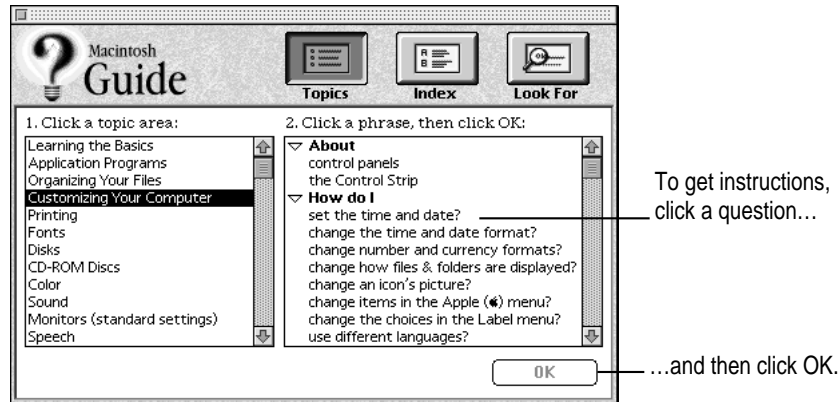 Macintosh
Guide
Topics
Index
Look For
1. Click a topic area:
Learning the Basics
Application Programs
Organizing Your Files
Customizing Your Computer
Printing
Fonts
Disks
CD-ROM Discs
Color
Sound
Monitors (standard settings)
Speech
2. Click a phrase, then click OK:
▽ About
control panels
the Control Strip
▽ How do I
set the time and date?
change the time and date format?
change number and currency formats?
change how files & folders are displayed?
change an icon's picture?
change items in the Apple () menu?
change the choices in the Label menu?
use different languages?
OK
To get instructions,
click a question…
…and then click OK.